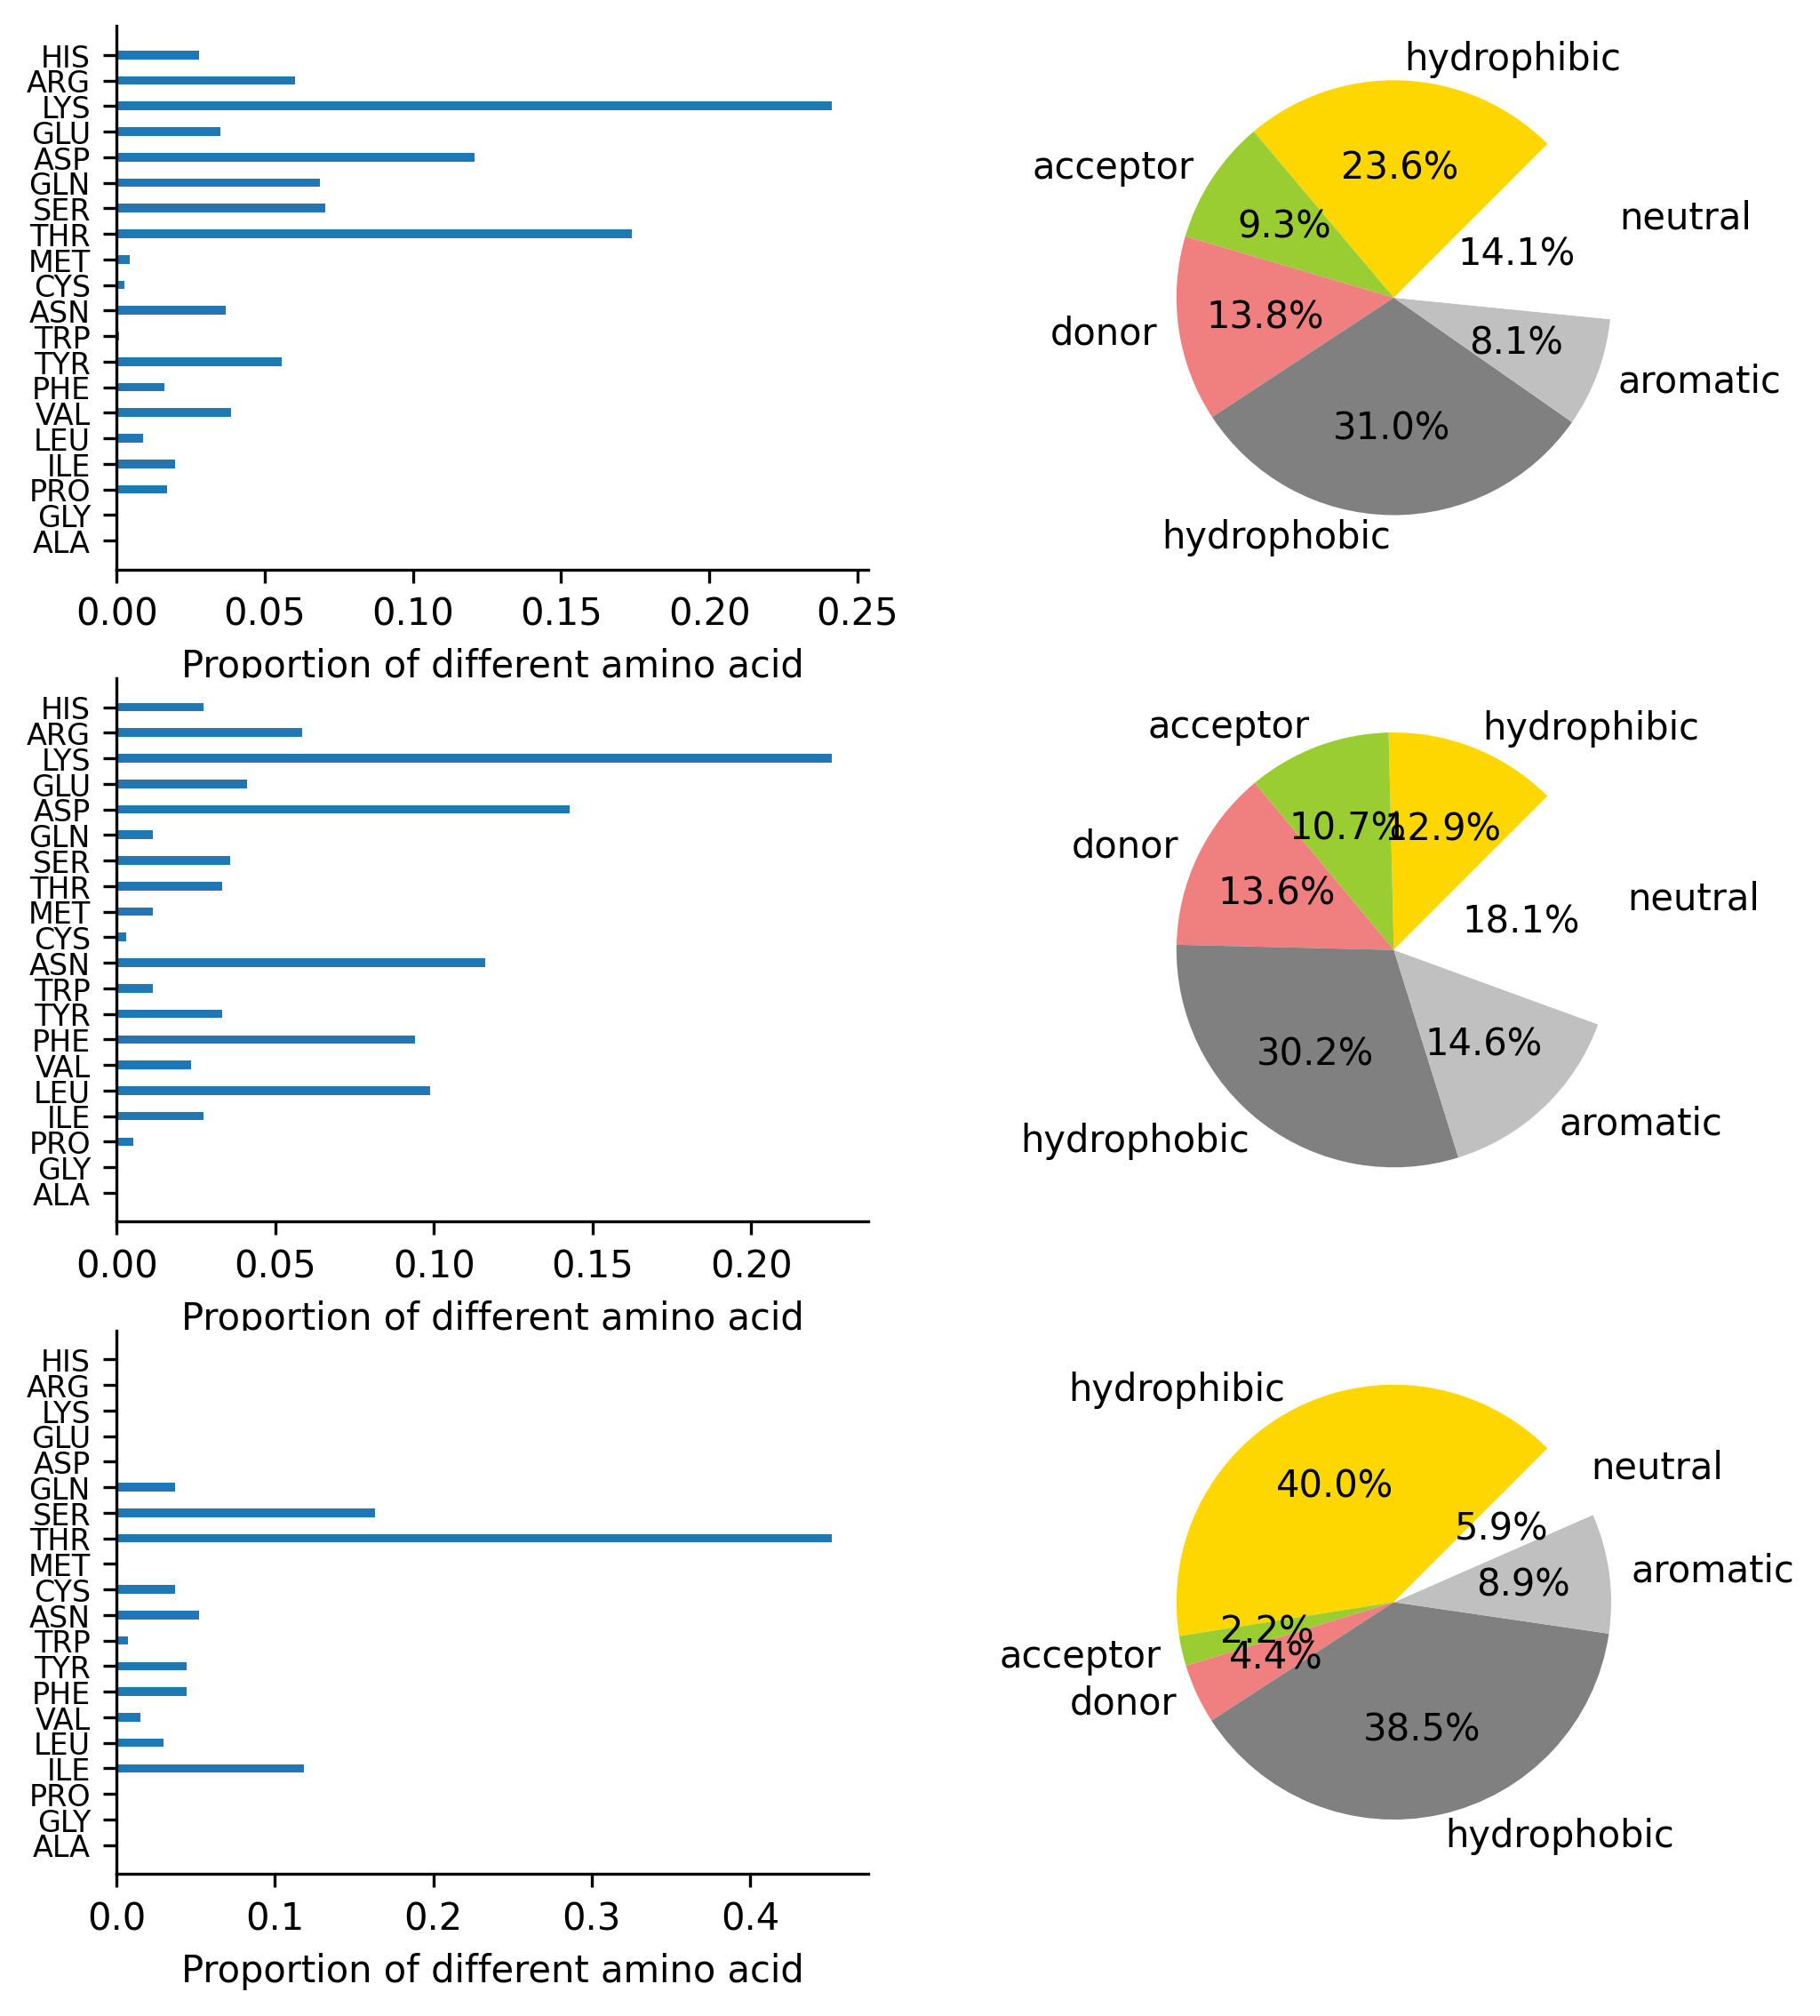 HIS
ARG
LYS
GLU
ASP
GLN
SER
THR
MET
CYS
ASN
TRP
TYR
PHE
VAL
LEU
ILE
PRO
GLY
ALA
0.00 0.05 0.10 0.15 0.20 0.25
Proportion of different amino acid
hydrophibic
23.6%
acceptor
9.3%
neutral
14.1%
donor
13.8%
8.1%
aromatic
31.0%
hydrophobic
HIS
ARG
LYS
GLU
ASP
GLN
SER
THR
MET
CYS
ASN
TRP
TYR
PHE
VAL
LEU
ILE
PRO
GLY
ALA
0.00 0.05 0.10 0.15 0.20
Proportion of different amino acid
acceptor
hydrophibic
10.7%
12.9%
donor
13.6%
neutral
18.1%
30.2%
14.6%
hydrophobic
aromatic
HIS
ARG
LYS
GLU
ASP
GLN
SER
THR
MET
CYS
ASN
TRP
TYR
PHE
VAL
LEU
ILE
PRO
GLY
ALA
0.0 0.1 0.2 0.3 0.4
Proportion of different amino acid
hydrophibic
40.0%
neutral
5.9%
aromatic
8.9%
2.2%
acceptor
4.4%
donor
38.5%
hydrophobic